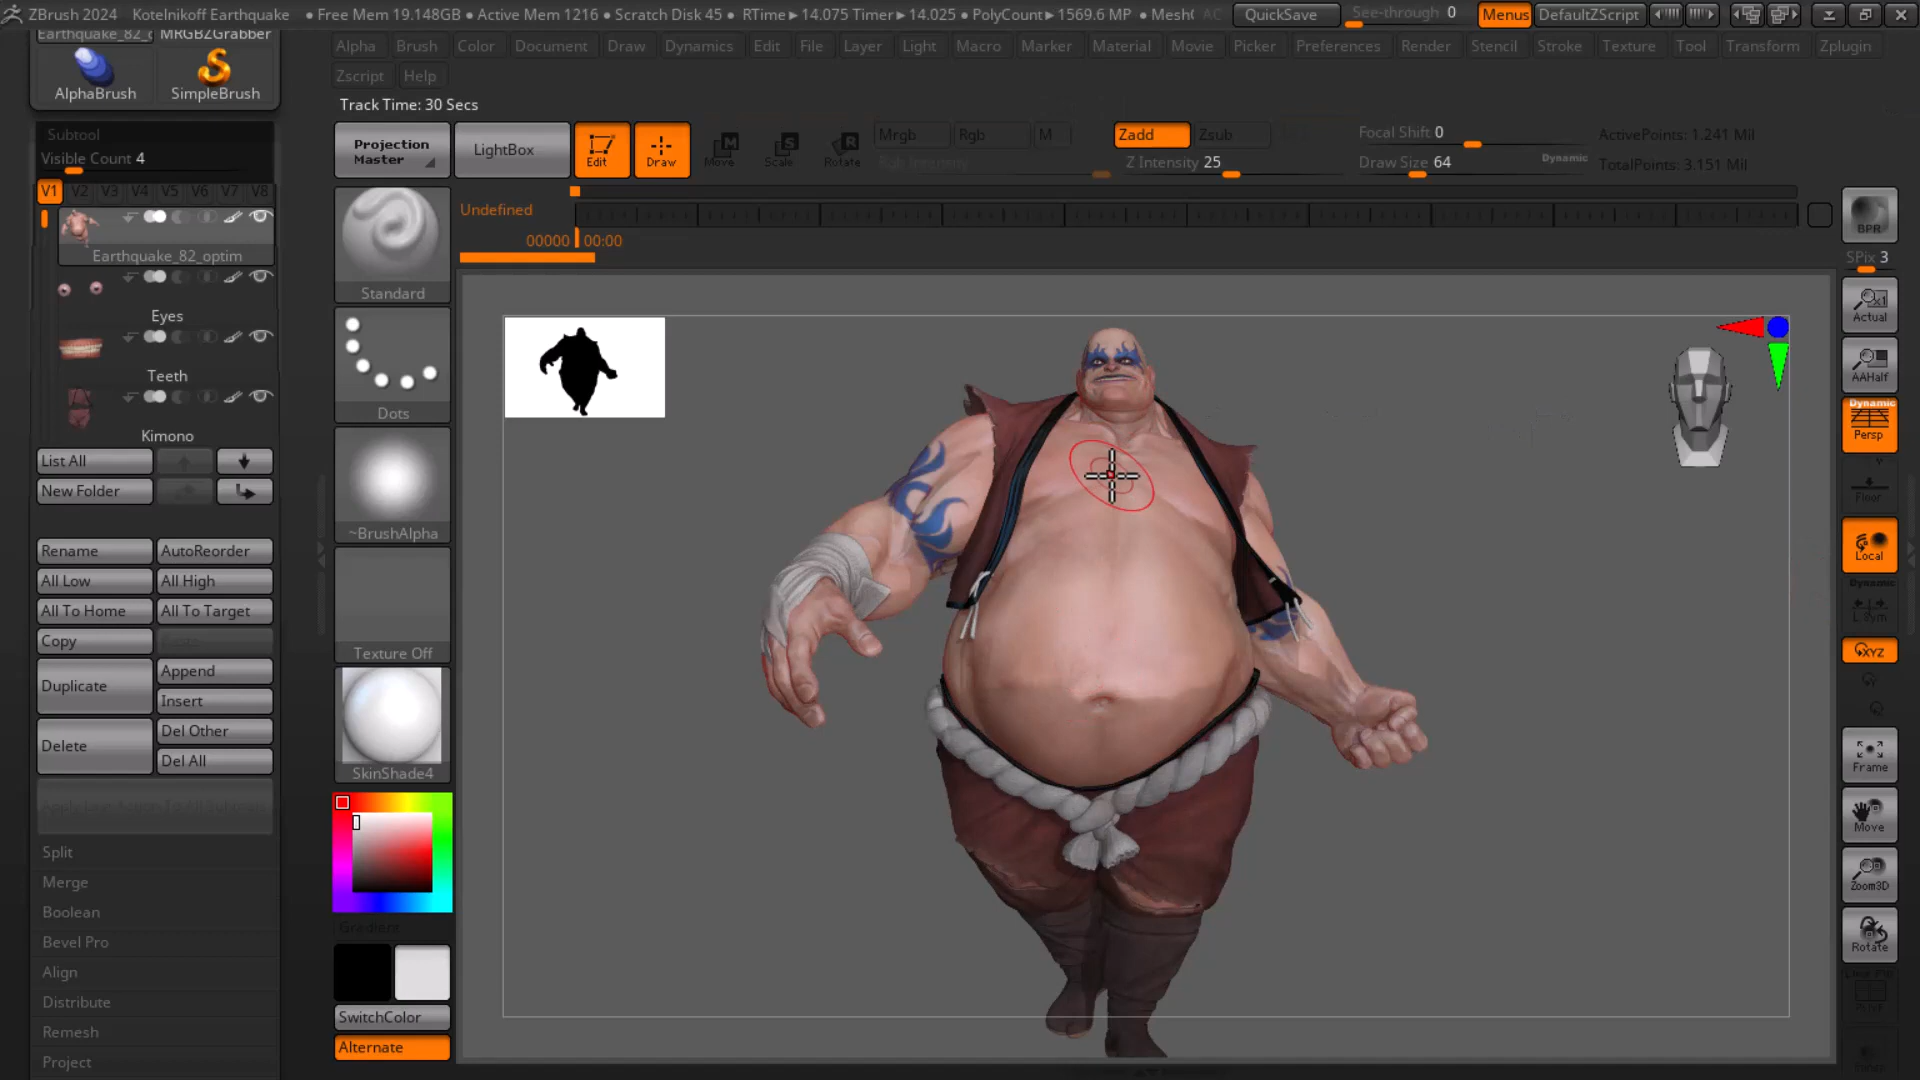 ZBrush 2024 Kotelnikoff Earthquake • Free Mem 19.148GB • Active Mem 1216 • Scratch Disk 45 • RTime►14.075 Timer►14.025 • PolyCount►1569.6 MP • Mesh AC QuickSave See-through 0 Menus DefaultZScript
Earthquake_82_ MRGBZGrabber
AlphaBrush SimpleBrush
Alpha Brush Color Document Draw Dynamics Edit File Layer Light Macro Marker Material Movie Picker Preferences Render Stencil Stroke Texture Tool Transform Zplugin
Zscript Help
Track Time: 30 Secs
Projection Master
LightBox
Edit
Draw
Move
Scale
Rotate
Mrgb Rgb M
Rgb Intensity
Zadd Zsub
Z Intensity 25
Focal Shift 0
Draw Size 64
Dynamic
ActivePoints: 1.241 Mil
TotalPoints: 3.151 Mil
Undefined
00000 00:00
Subtool
Visible Count 4
V1 V2 V3 V4 V5 V6 V7 V8
Earthquake_82_optim
Eyes
Teeth
Kimono
List All
New Folder
Rename AutoReorder
All Low All High
All To Home All To Target
Copy
Duplicate Append
Insert
Delete Del Other
Del All
Split
Merge
Boolean
Bevel Pro
Align
Distribute
Remesh
Project
Standard
Dots
~BrushAlpha
Texture Off
SkinShade4
Gradient
SwitchColor
Alternate
BPR
SPix 3
Actual
AAHalf
Dynamic
Persp
Floor
Local
Dynamic
L.Sym
XYZ
Frame
Move
Zoom3D
Rotate